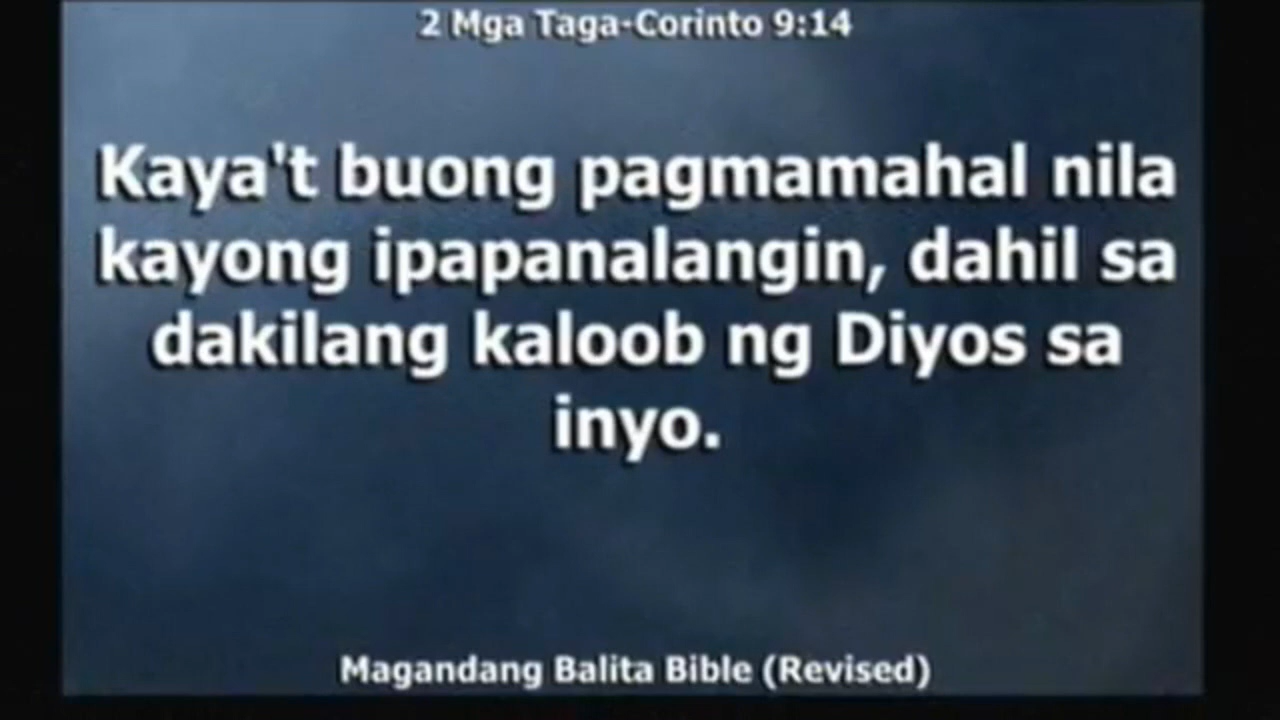 2 Mga Taga-Corinto 9:14
Kaya't buong pagmamahal nila
kayong ipapanalangin, dahil sa
dakilang kaloob ng Diyos sa
inyo.
Magandang Balita Bible (Revised)